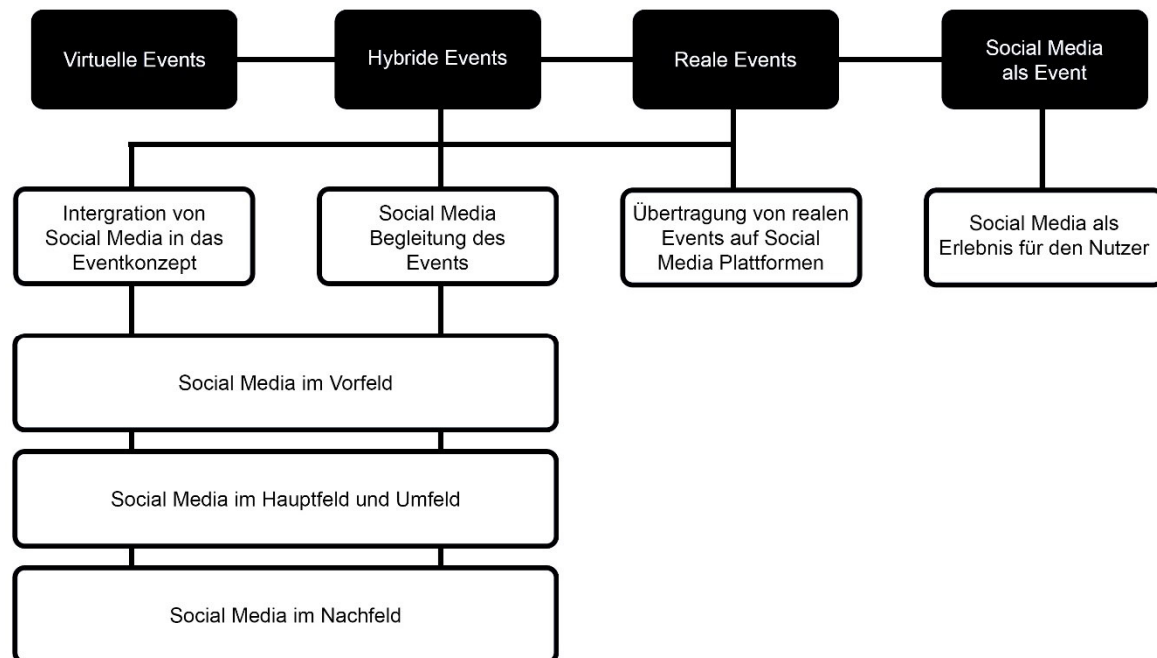 Virtuelle Events
Hybride Events
Reale Events
Social Media
als Event
Intergration von
Social Media in das
Eventkonzept
Social Media
Begleitung des
Events
Übertragung von realen
Events auf Social
Media Plattformen
Social Media als
Erlebnis für den Nutzer
Social Media im Vorfeld
Social Media im Hauptfeld und Umfeld
Social Media im Nachfeld